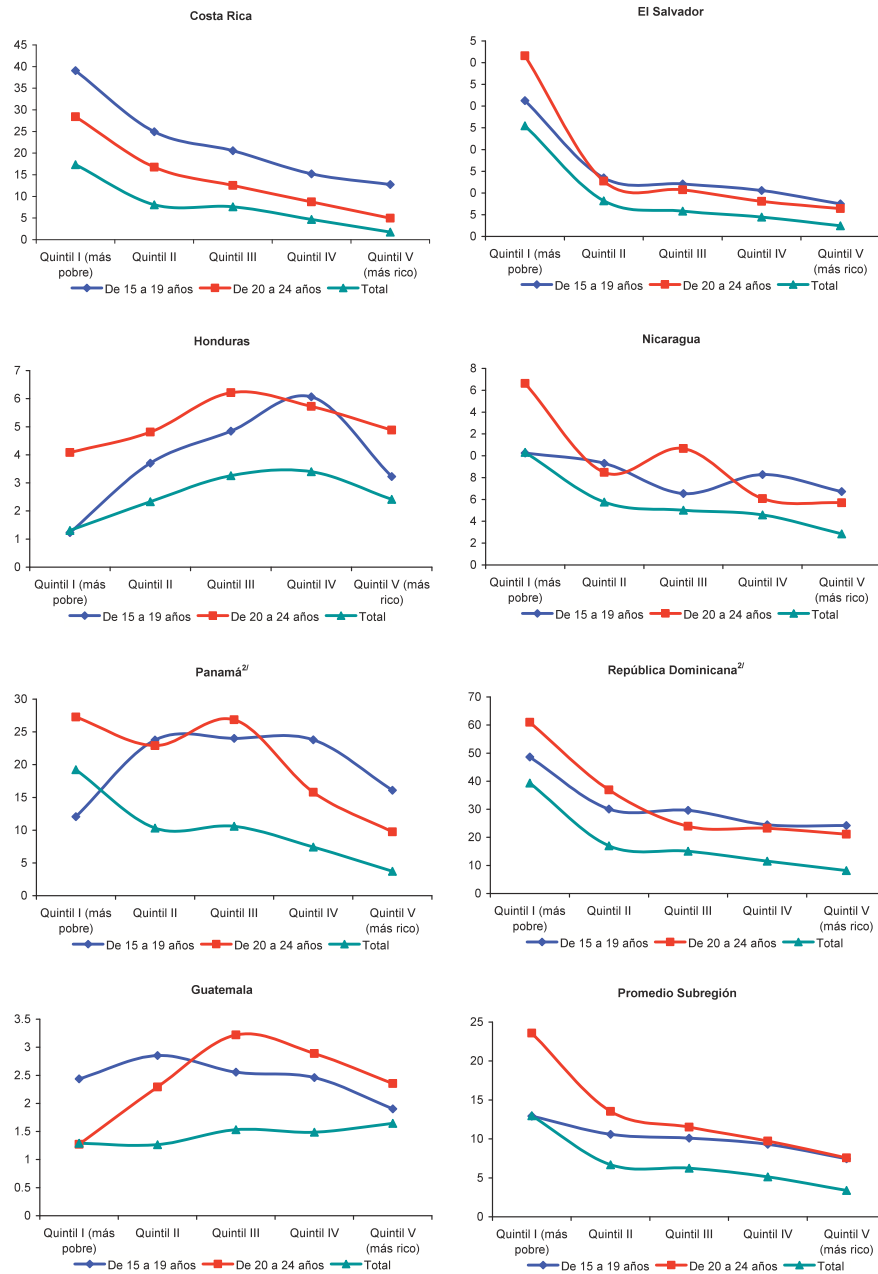 Costa Rica
45
40
35
30
25
20
15
10
5
0
Quintil I (más
pobre)
Quintil II
Quintil III
Quintil IV
Quintil V
(más rico)
De 15 a 19 años
De 20 a 24 años
Total
El Salvador
5
0
5
0
5
0
5
0
5
0
Quintil I (más
pobre)
Quintil II
Quintil III
Quintil IV
Quintil V
(más rico)
De 15 a 19 años
De 20 a 24 años
Total
Honduras
7
6
5
4
3
2
1
0
Quintil I (más
pobre)
Quintil II
Quintil III
Quintil IV
Quintil V (más
rico)
De 15 a 19 años
De 20 a 24 años
Total
Nicaragua
8
6
4
2
0
8
6
4
2
0
Quintil I (más
pobre)
Quintil II
Quintil III
Quintil IV
Quintil V
(más rico)
De 15 a 19 años
De 20 a 24 años
Total
Panamá2/
30
25
20
15
10
5
0
Quintil I (más
pobre)
Quintil II
Quintil III
Quintil IV
Quintil V
(más rico)
De 15 a 19 años
De 20 a 24 años
Total
República Dominicana2/
70
60
50
40
30
20
10
0
Quintil I (más
pobre)
Quintil II
Quintil III
Quintil IV
Quintil V
(más rico)
De 15 a 19 años
De 20 a 24 años
Total
Guatemala
3.5
3
2.5
2
1.5
1
0.5
0
Quintil I (más
pobre)
Quintil II
Quintil III
Quintil IV
Quintil V
(más rico)
De 15 a 19 años
De 20 a 24 años
Total
Promedio Subregión
25
20
15
10
5
0
Quintil I (más
pobre)
Quintil II
Quintil III
Quintil IV
Quintil V
(más rico)
De 15 a 19 años
De 20 a 24 años
Total